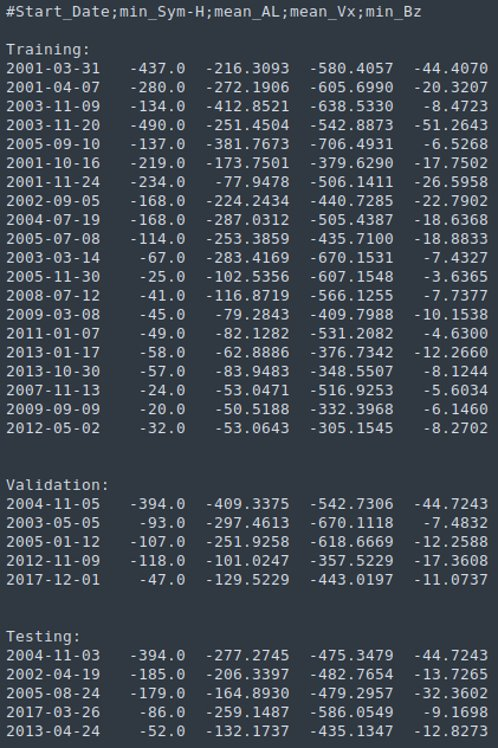 #Start_Date;min_Sym-H;mean_AL;mean_Vx;min_Bz
Training:
2001-03-31 -437.0 -216.3093 -580.4057 -44.4070
2001-04-07 -280.0 -272.1906 -605.6990 -20.3207
2003-11-09 -134.0 -412.8521 -638.5330 -8.4723
2003-11-20 -490.0 -251.4504 -542.8873 -51.2643
2005-09-10 -137.0 -381.7673 -706.4931 -6.5268
2001-10-16 -219.0 -173.7501 -379.6290 -17.7502
2001-11-24 -234.0 -77.9478 -506.1411 -26.5958
2002-09-05 -168.0 -224.2434 -440.7285 -22.7902
2004-07-19 -168.0 -287.0312 -505.4387 -18.6368
2005-07-08 -114.0 -253.3859 -435.7100 -18.8833
2003-03-14 -67.0 -283.4169 -670.1531 -7.4327
2005-11-30 -25.0 -102.5356 -607.1548 -3.6365
2008-07-12 -41.0 -116.8719 -566.1255 -7.7377
2009-03-08 -45.0 -79.2843 -409.7988 -10.1538
2011-01-07 -49.0 -82.1282 -531.2082 -4.6300
2013-01-17 -58.0 -62.8886 -376.7342 -12.2660
2013-10-30 -57.0 -83.9483 -348.5507 -8.1244
2007-11-13 -24.0 -53.0471 -516.9253 -5.6034
2009-09-09 -20.0 -50.5188 -332.3968 -6.1460
2012-05-02 -32.0 -53.0643 -305.1545 -8.2702
Validation:
2004-11-05 -394.0 -409.3375 -542.7306 -44.7243
2003-05-05 -93.0 -297.4613 -670.1118 -7.4832
2005-01-12 -107.0 -251.9258 -618.6669 -12.2588
2012-11-09 -118.0 -101.0247 -357.5229 -17.3608
2017-12-01 -47.0 -129.5229 -443.0197 -11.0737
Testing:
2004-11-03 -394.0 -277.2745 -475.3479 -44.7243
2002-04-19 -185.0 -206.3397 -482.7654 -13.7265
2005-08-24 -179.0 -164.8930 -479.2957 -32.3602
2017-03-26 -86.0 -259.1487 -586.0549 -9.1698
2013-04-24 -52.0 -132.1737 -435.1347 -12.8273